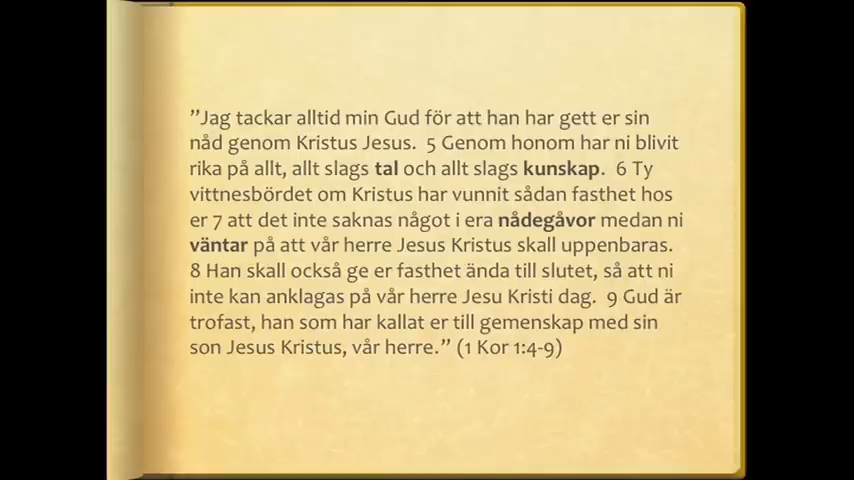 ”Jag tackar alltid min Gud för att han har gett er sin
nåd genom Kristus Jesus. 5 Genom honom har ni blivit
rika på allt, allt slags tal och allt slags kunskap. 6 Ty
vittnesbördet om Kristus har vunnit sådan fasthet hos
er 7 att det inte saknas något i era nådegåvor medan ni
väntar på att vår herre Jesus Kristus skall uppenbaras.
8 Han skall också ge er fasthet ända till slutet, så att ni
inte kan anklagas på vår herre Jesu Kristi dag. 9 Gud är
trofast, han som har kallat er till gemenskap med sin
son Jesus Kristus, vår herre.” (1 Kor 1:4-9)